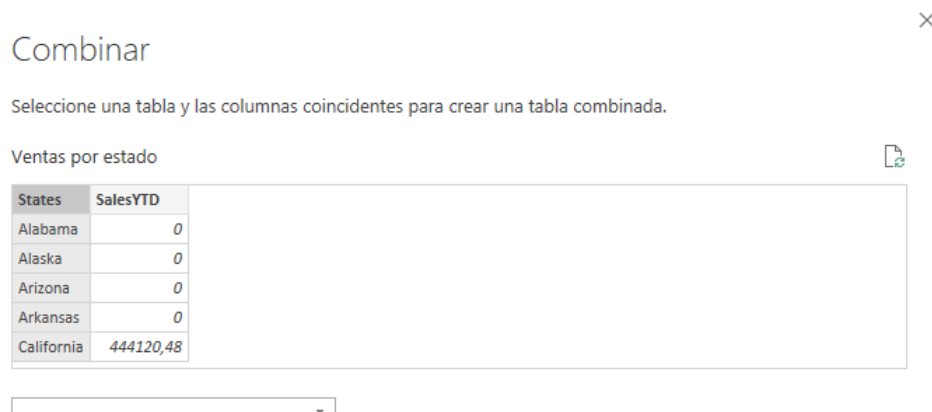 Combinar
Seleccione una tabla y las columnas coincidentes para crear una tabla combinada.
Ventas por estado
States SalesYTD
Alabama 0
Alaska 0
Arizona 0
Arkansas 0
California 444120,48